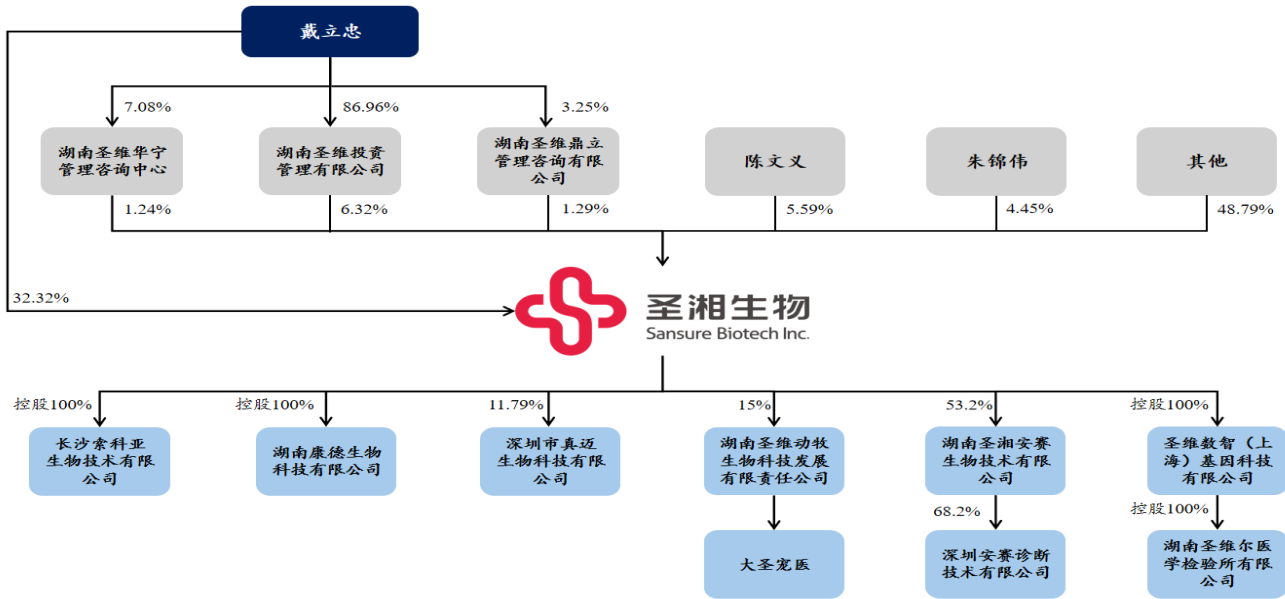 戴立忠
7.08%
86.96%
3.25%
湖南圣维华宁
管理咨询中心
湖南圣维投资
管理有限公司
湖南圣维鼎立
管理咨询有限
公司
陈文义
朱锦伟
其他
1.24%
6.32%
1.29%
5.59%
4.45%
48.79%
32.32%
圣湘生物
Sansure Biotech Inc.
控股100%
控股100%
11.79%
15%
53.2%
控股100%
长沙索科亚
生物技术有限
公司
湖南康德生物
科技有限公司
深圳市真迈
生物科技有限
公司
湖南圣维动牧
生物科技发展
有限责任公司
湖南圣湘安赛
生物技术有限
公司
圣维数智（上
海）基因科技
有限公司
68.2%
控股100%
大圣宠医
深圳安赛诊断
技术有限公司
湖南圣维尔医
学检验所有限
公司